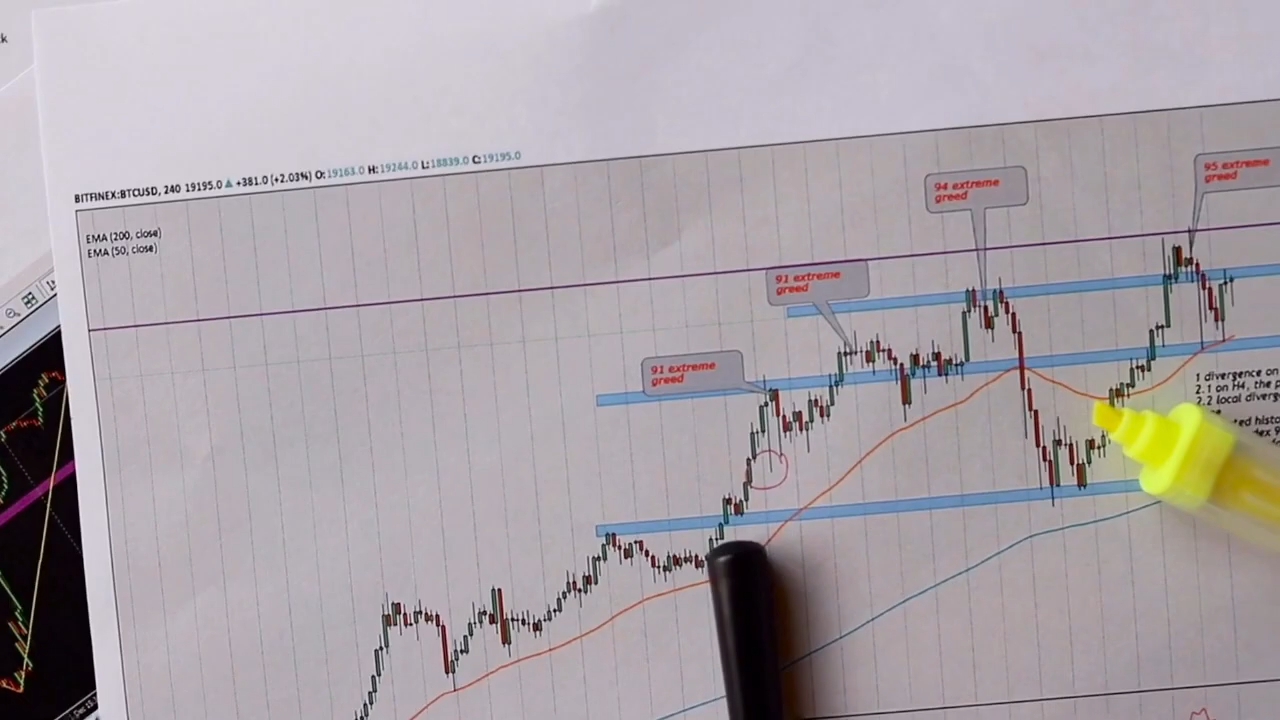 BITFINEX:BTCUSD, 240 19195.0 ▲ +381.0 (+2.03%) O:19163.0 H:19244.0 L:18839.0 C:19195.0
EMA (200, close)
EMA (50, close)
95 extreme
greed
94 extreme
greed
91 extreme
greed
91 extreme
greed
1 divergence on
2.1 on H4, the p
2.2 local diverg